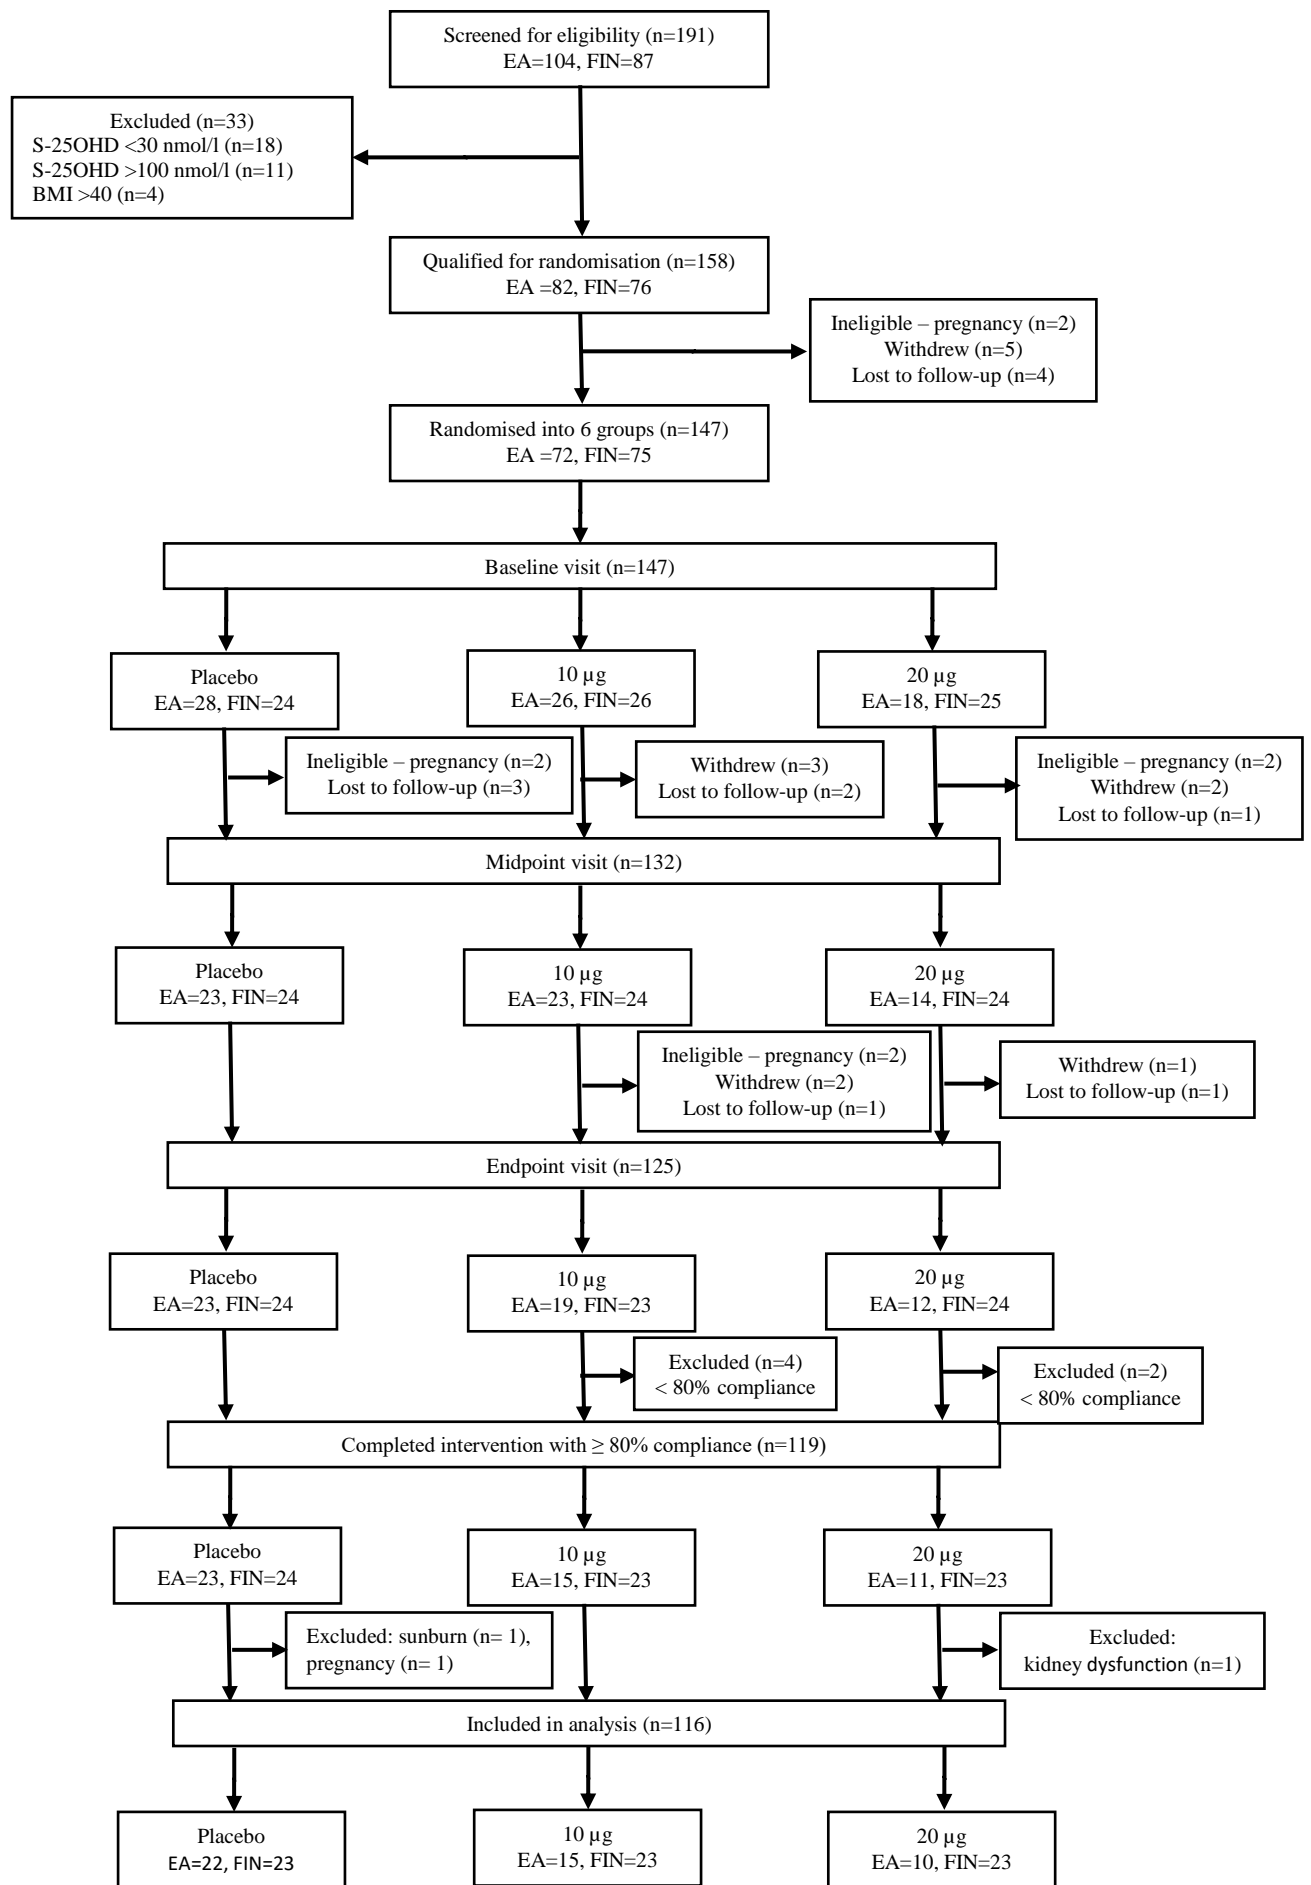 Screened for eligibility (n=191)
EA=104, FIN=87
Excluded (n=33)
S-25OHD <30 nmol/l (n=18)
S-25OHD >100 nmol/l (n=11)
BMI >40 (n=4)
Qualified for randomisation (n=158)
EA =82, FIN=76
Ineligible – pregnancy (n=2)
Withdrew (n=5)
Lost to follow-up (n=4)
Randomised into 6 groups (n=147)
EA =72, FIN=75
Baseline visit (n=147)
Placebo
EA=28, FIN=24
10 µg
EA=26, FIN=26
20 µg
EA=18, FIN=25
Ineligible – pregnancy (n=2)
Lost to follow-up (n=3)
Withdrew (n=3)
Lost to follow-up (n=2)
Ineligible – pregnancy (n=2)
Withdrew (n=2)
Lost to follow-up (n=1)
Midpoint visit (n=132)
Placebo
EA=23, FIN=24
10 µg
EA=23, FIN=24
20 µg
EA=14, FIN=24
Ineligible – pregnancy (n=2)
Withdrew (n=2)
Lost to follow-up (n=1)
Withdrew (n=1)
Lost to follow-up (n=1)
Endpoint visit (n=125)
Placebo
EA=23, FIN=24
10 µg
EA=19, FIN=23
20 µg
EA=12, FIN=24
Excluded (n=4)
< 80% compliance
Excluded (n=2)
< 80% compliance
Completed intervention with ≥ 80% compliance (n=119)
Placebo
EA=23, FIN=24
10 µg
EA=15, FIN=23
20 µg
EA=11, FIN=23
Excluded: sunburn (n= 1),
pregnancy (n= 1)
Excluded:
kidney dysfunction (n=1)
Included in analysis (n=116)
Placebo
EA=22, FIN=23
10 µg
EA=15, FIN=23
20 µg
EA=10, FIN=23